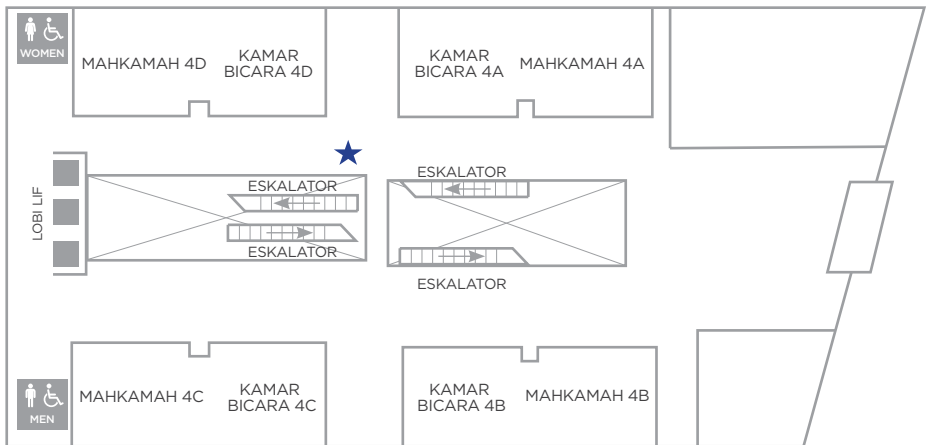 WOMEN
MAHKAMAH 4D
KAMAR
BICARA 4D
KAMAR
BICARA 4A
MAHKAMAH 4A
LOBI LIF
ESKALATOR
ESKALATOR
ESKALATOR
ESKALATOR
MEN
MAHKAMAH 4C
KAMAR
BICARA 4C
KAMAR
BICARA 4B
MAHKAMAH 4B